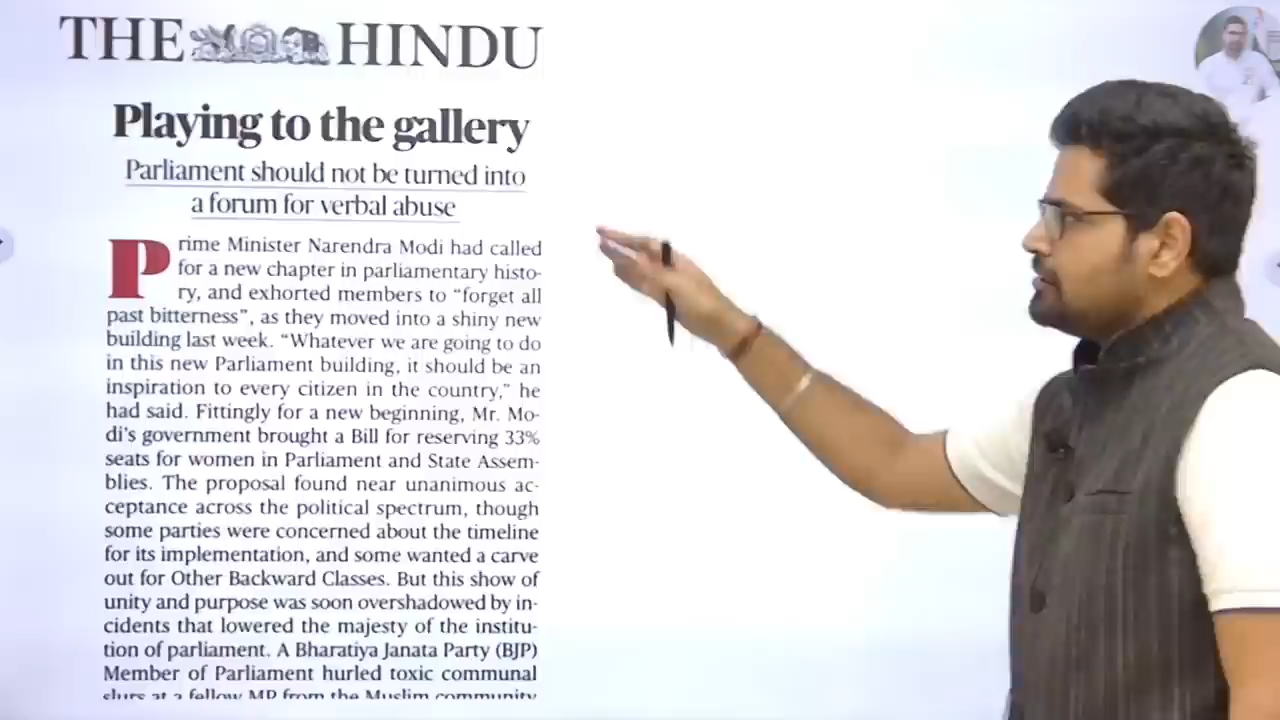 THE HINDU
Playing to the gallery
Parliament should not be turned into
a forum for verbal abuse
Prime Minister Narendra Modi had called
for a new chapter in parliamentary histo-
ry, and exhorted members to “forget all
past bitterness”, as they moved into a shiny new
building last week. “Whatever we are going to do
in this new Parliament building, it should be an
inspiration to every citizen in the country,” he
had said. Fittingly for a new beginning, Mr. Mo-
di’s government brought a Bill for reserving 33%
seats for women in Parliament and State Assem-
blies. The proposal found near unanimous ac-
ceptance across the political spectrum, though
some parties were concerned about the timeline
for its implementation, and some wanted a carve
out for Other Backward Classes. But this show of
unity and purpose was soon overshadowed by in-
cidents that lowered the majesty of the institu-
tion of parliament. A Bharatiya Janata Party (BJP)
Member of Parliament hurled toxic communal
slurs at a fellow MP from the Muslim community